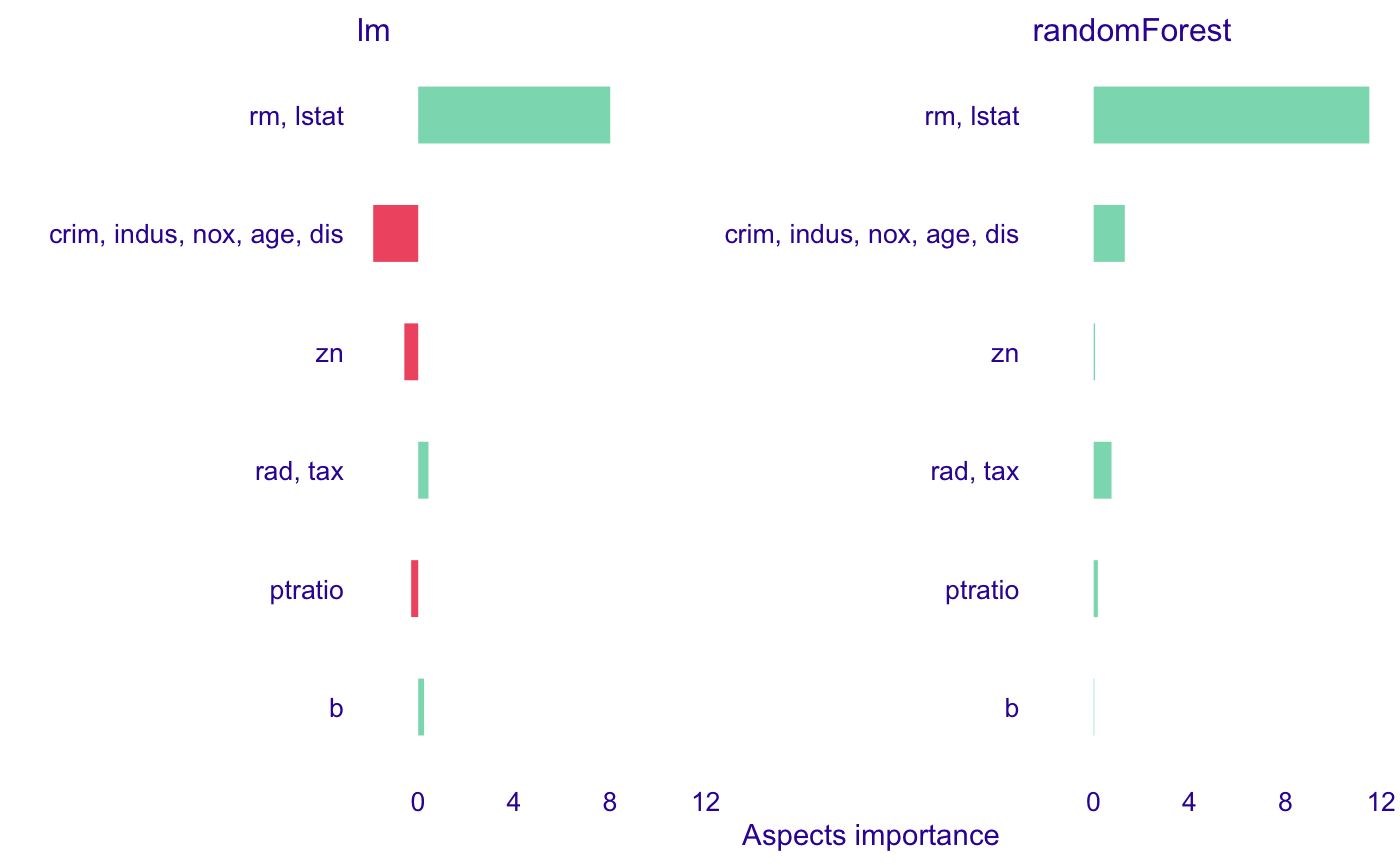 lm
rm, lstat
crim, indus, nox, age, dis
zn
rad, tax
ptratio
b
0 4 8 12
randomForest
rm, lstat
crim, indus, nox, age, dis
zn
rad, tax
ptratio
b
0 4 8 12
Aspects importance